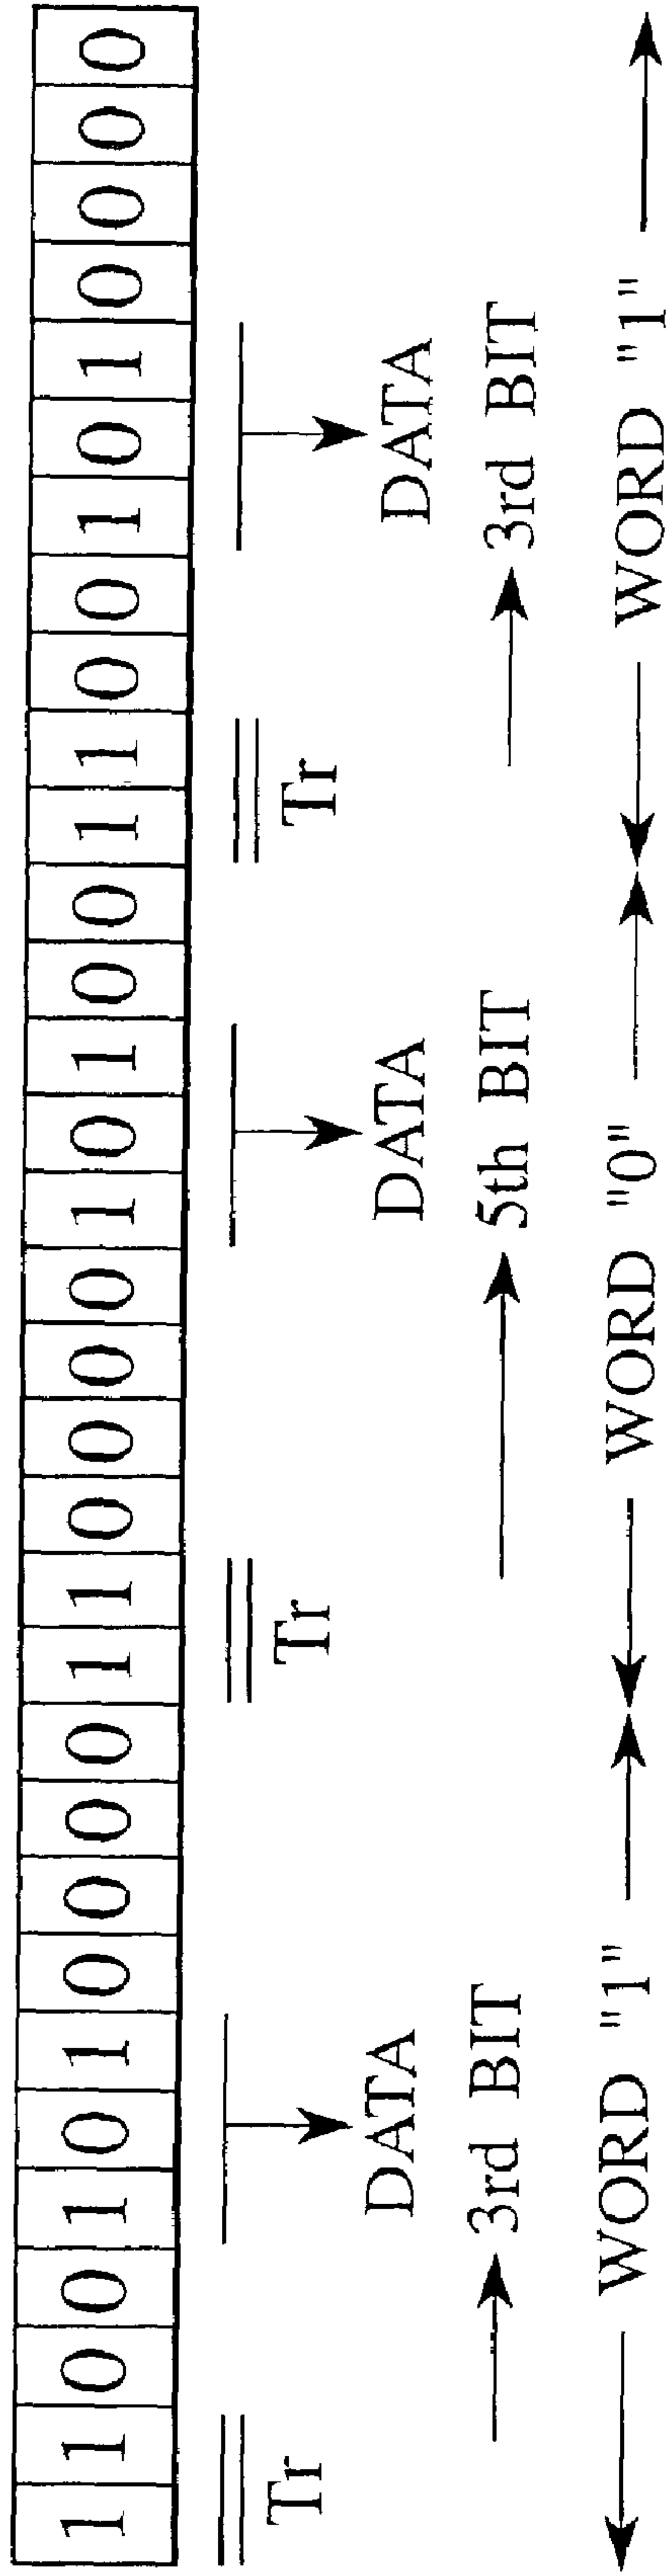 1 1 0 0 1 0 1 0 0 0 0 1 1 0 0 0 0 1 0 1 0 0 1 1 0 0 1 0 1 0 0 0 0
Tr Tr Tr
DATA DATA DATA
3rd BIT 5th BIT 3rd BIT
WORD "1" WORD "0" WORD "1"